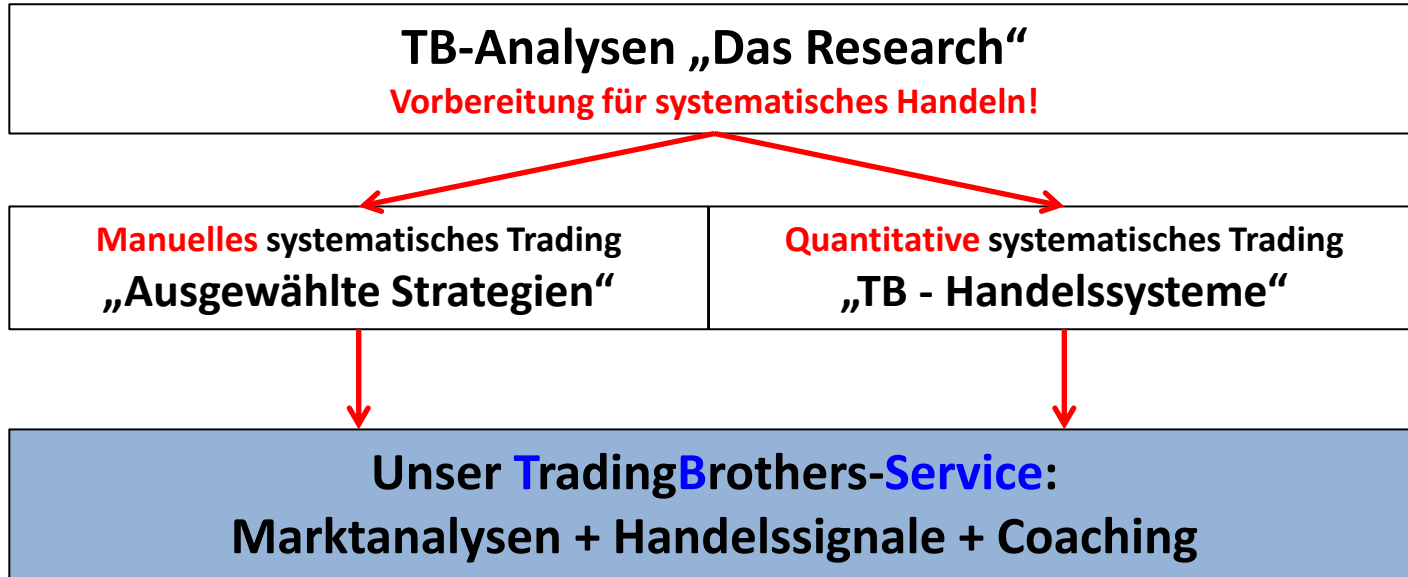 TB-Analysen „Das Research“
Vorbereitung für systematisches Handeln!
Manuelles systematisches Trading
„Ausgewählte Strategien“
Quantitative systematisches Trading
„TB - Handelssysteme“
Unser TradingBrothers-Service:
Marktanalysen + Handelssignale + Coaching